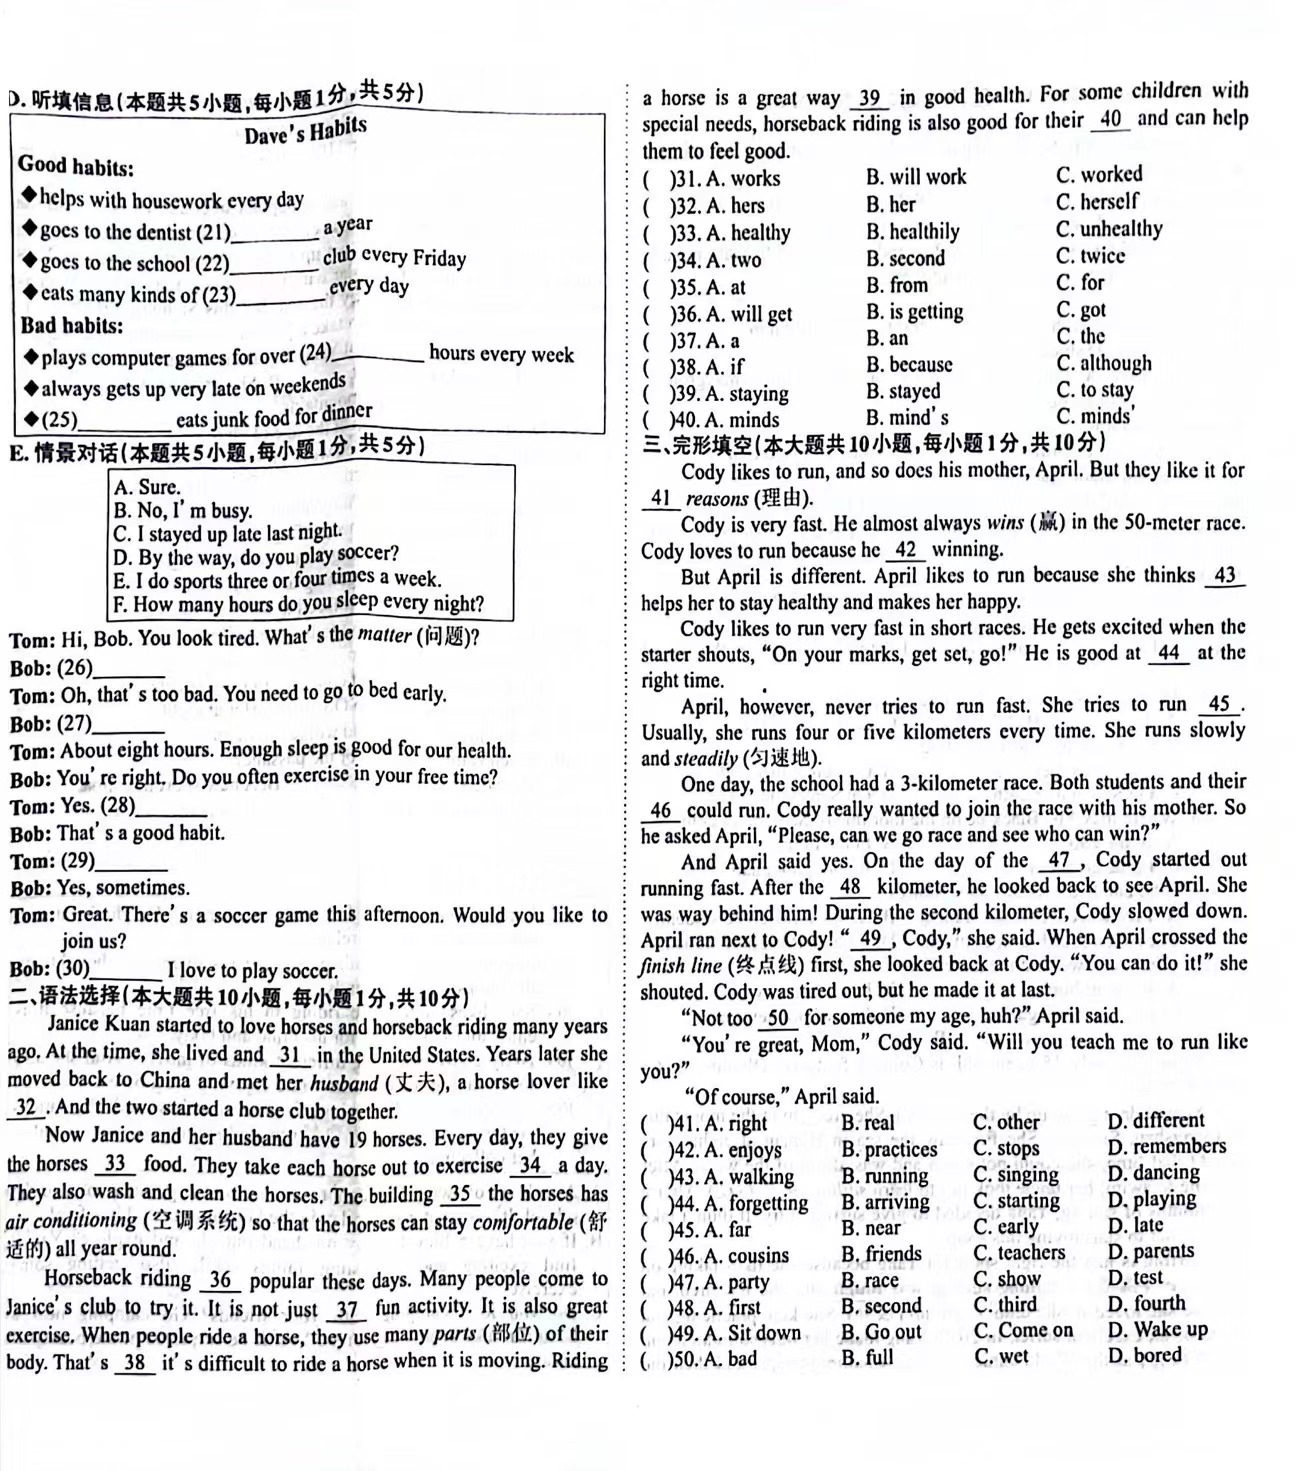 D. 听填信息(本题共5小题,每小题1分,共5分)
Dave's Habits
Good habits:
◆helps with housework every day
◆goes to the dentist (21)________ a year
◆goes to the school (22)________ club every Friday
◆eats many kinds of (23)________ every day
Bad habits:
◆plays computer games for over (24)________ hours every week
◆always gets up very late on weekends
◆(25)________ eats junk food for dinner
E. 情景对话(本题共5小题,每小题1分,共5分)
A. Sure.
B. No, I'm busy.
C. I stayed up late last night.
D. By the way, do you play soccer?
E. I do sports three or four times a week.
F. How many hours do you sleep every night?
Tom: Hi, Bob. You look tired. What's the matter (问题)?
Bob: (26)______
Tom: Oh, that's too bad. You need to go to bed early.
Bob: (27)______
Tom: About eight hours. Enough sleep is good for our health.
Bob: You're right. Do you often exercise in your free time?
Tom: Yes. (28)______
Bob: That's a good habit.
Tom: (29)______
Bob: Yes, sometimes.
Tom: Great. There's a soccer game this afternoon. Would you like to
join us?
Bob: (30)______ I love to play soccer.
二、语法选择(本大题共10小题,每小题1分,共10分)
Janice Kuan started to love horses and horseback riding many years
ago. At the time, she lived and 31 in the United States. Years later she
moved back to China and met her husband (丈夫), a horse lover like
32 . And the two started a horse club together.
Now Janice and her husband have 19 horses. Every day, they give
the horses 33 food. They take each horse out to exercise 34 a day.
They also wash and clean the horses. The building 35 the horses has
air conditioning (空调系统) so that the horses can stay comfortable (舒
适的) all year round.
Horseback riding 36 popular these days. Many people come to
Janice's club to try it. It is not just 37 fun activity. It is also great
exercise. When people ride a horse, they use many parts (部位) of their
body. That's 38 it's difficult to ride a horse when it is moving. Riding
a horse is a great way 39 in good health. For some children with
special needs, horseback riding is also good for their 40 and can help
them to feel good.
( )31. A. works B. will work C. worked
( )32. A. hers B. her C. herself
( )33. A. healthy B. healthily C. unhealthy
( )34. A. two B. second C. twice
( )35. A. at B. from C. for
( )36. A. will get B. is getting C. got
( )37. A. a B. an C. the
( )38. A. if B. because C. although
( )39. A. staying B. stayed C. to stay
( )40. A. minds B. mind's C. minds'
三、完形填空(本大题共10小题,每小题1分,共10分)
Cody likes to run, and so does his mother, April. But they like it for
41 reasons (理由).
Cody is very fast. He almost always wins (赢) in the 50-meter race.
Cody loves to run because he 42 winning.
But April is different. April likes to run because she thinks 43
helps her to stay healthy and makes her happy.
Cody likes to run very fast in short races. He gets excited when the
starter shouts, "On your marks, get set, go!" He is good at 44 at the
right time.
April, however, never tries to run fast. She tries to run 45 .
Usually, she runs four or five kilometers every time. She runs slowly
and steadily (匀速地).
One day, the school had a 3-kilometer race. Both students and their
46 could run. Cody really wanted to join the race with his mother. So
he asked April, "Please, can we go race and see who can win?"
And April said yes. On the day of the 47 , Cody started out
running fast. After the 48 kilometer, he looked back to see April. She
was way behind him! During the second kilometer, Cody slowed down.
April ran next to Cody! " 49 , Cody," she said. When April crossed the
finish line (终点线) first, she looked back at Cody. "You can do it!" she
shouted. Cody was tired out, but he made it at last.
"Not too 50 for someone my age, huh?" April said.
"You're great, Mom," Cody said. "Will you teach me to run like
you?"
"Of course," April said.
( )41. A. right B. real C. other D. different
( )42. A. enjoys B. practices C. stops D. remembers
( )43. A. walking B. running C. singing D. dancing
( )44. A. forgetting B. arriving C. starting D. playing
( )45. A. far B. near C. early D. late
( )46. A. cousins B. friends C. teachers D. parents
( )47. A. party B. race C. show D. test
( )48. A. first B. second C. third D. fourth
( )49. A. Sit down B. Go out C. Come on D. Wake up
( )50. A. bad B. full C. wet D. bored